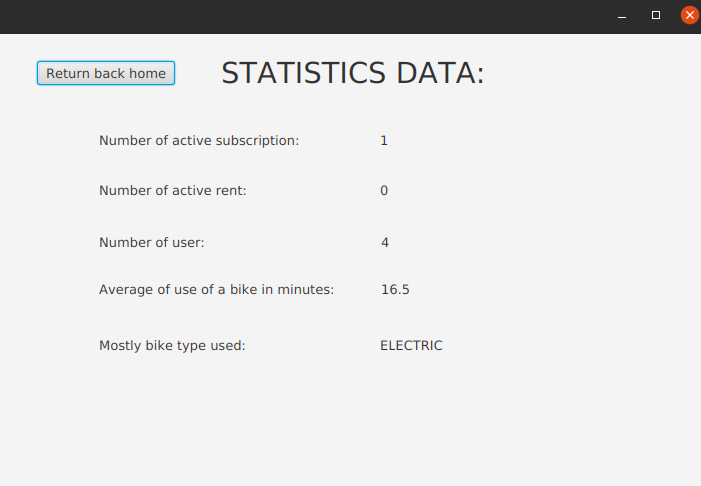 Return back home
STATISTICS DATA:
Number of active subscription: 1
Number of active rent: 0
Number of user: 4
Average of use of a bike in minutes: 16.5
Mostly bike type used: ELECTRIC